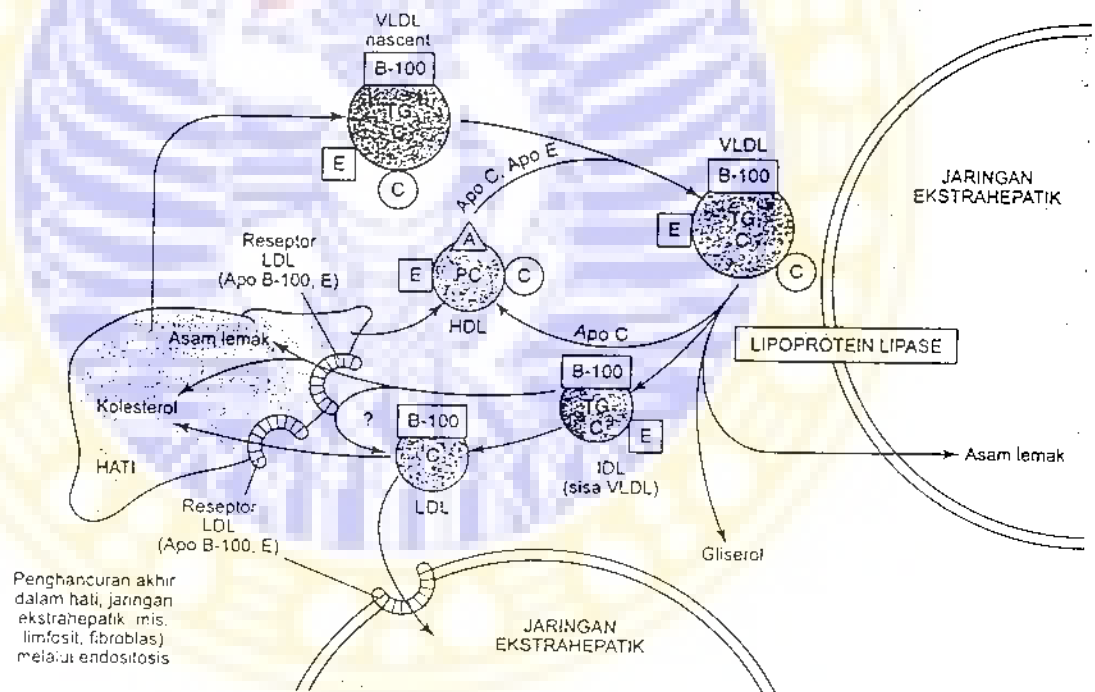 VLDL
nascent
B-100
TG
C
E
C
Apo C, Apo E
VLDL
B-100
TG
C
E
C
JARINGAN
EKSTRAHEPATIK
Reseptor
LDL
(Apo B-100, E)
A
E
PC
C
HDL
Apo C
LIPOPROTEIN LIPASE
Asam lemak
B-100
TG
C
E
IDL
(sisa VLDL)
Kolesterol
?
B-100
C
LDL
HATI
Asam lemak
Reseptor
LDL
(Apo B-100, E)
Gliserol
Penghancuran akhir
dalam hati, jaringan
ekstrahepatik mis.
limfosit, fibroblas)
melalui endositosis
JARINGAN
EKSTRAHEPATIK